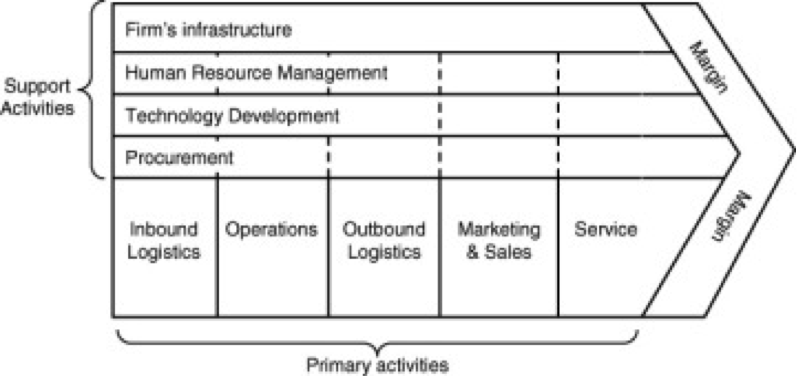 Firm's infrastructure
Human Resource Management
Technology Development
Procurement
Support
Activities
Inbound
Logistics
Operations
Outbound
Logistics
Marketing
& Sales
Service
Margin
Margin
Primary activities